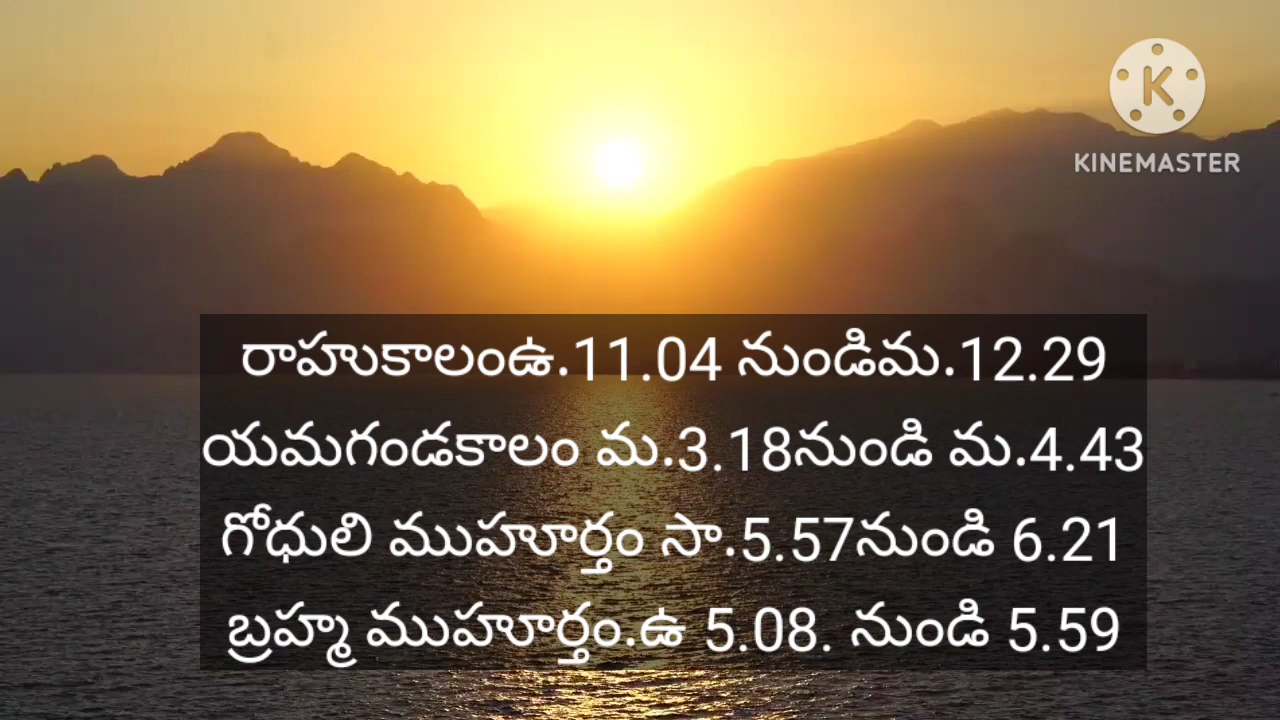 KINEMASTER
రాహుకాలంఉ.11.04 నుండిమ.12.29
యమగండకాలం మ.3.18నుండి మ.4.43
గోధులి ముహూర్తం సా.5.57నుండి 6.21
బ్రహ్మ ముహూర్తం.ఉ 5.08. నుండి 5.59